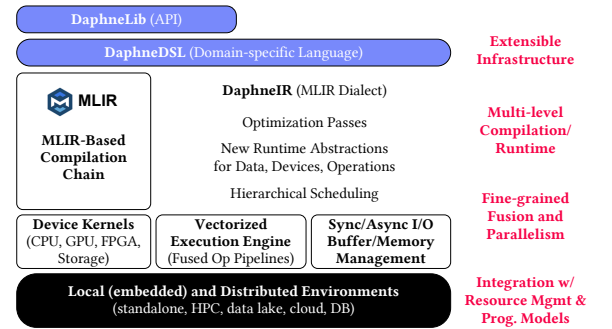 DaphneLib (API)
DaphneDSL (Domain-specific Language)
Extensible
Infrastructure
MLIR
MLIR-Based
Compilation
Chain
DaphneIR (MLIR Dialect)
Optimization Passes
New Runtime Abstractions
for Data, Devices, Operations
Hierarchical Scheduling
Multi-level
Compilation/
Runtime
Device Kernels
(CPU, GPU, FPGA,
Storage)
Vectorized
Execution Engine
(Fused Op Pipelines)
Sync/Async I/O
Buffer/Memory
Management
Fine-grained
Fusion and
Parallelism
Local (embedded) and Distributed Environments
(standalone, HPC, data lake, cloud, DB)
Integration w/
Resource Mgmt &
Prog. Models